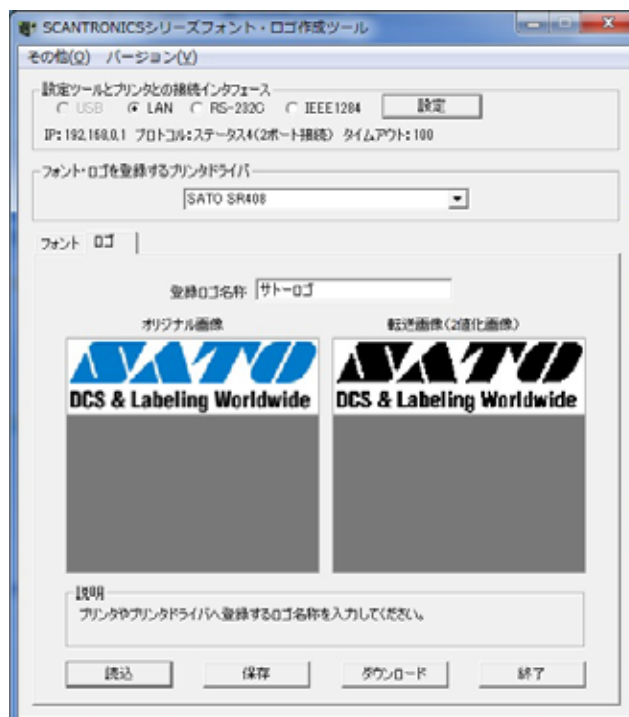 SCANTRONICSシリーズフォント・ロゴ作成ツール
その他(O) バージョン(V)
設定ツールとプリンタとの接続インタフェース
USB LAN RS-232C IEEE1284 設定
IP:192.168.0.1 プロトコル:ステータス4(2ポート接続) タイムアウト:100
フォント・ロゴを登録するプリンタドライバ
SATO SR408
フォント ロゴ
登録ロゴ名称 サトーロゴ
オリジナル画像 転送画像(2値化画像)
SATO SATO
DCS & Labeling Worldwide DCS & Labeling Worldwide
説明
プリンタやプリンタドライバへ登録するロゴ名称を入力してください。
読込 保存 ダウンロード 終了